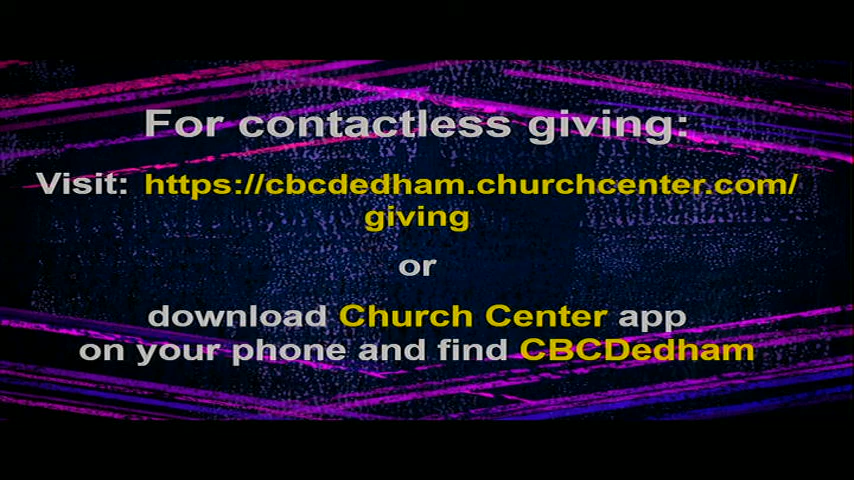 For contactless giving:
Visit: https://cbcdedham.churchcenter.com/
giving
or
download Church Center app
on your phone and find CBCDedham